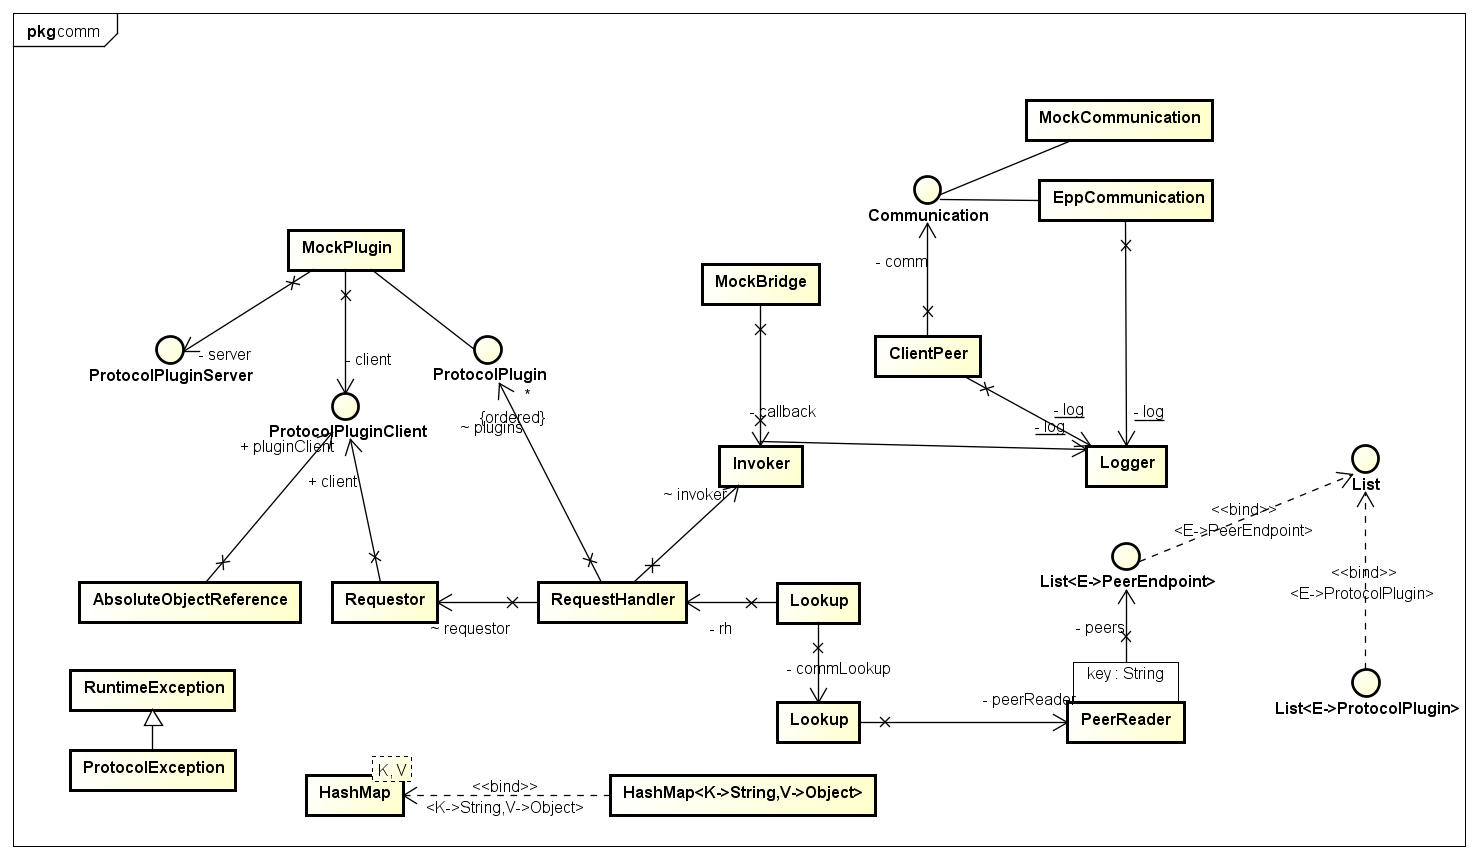 pkg comm
MockCommunication
EppCommunication
Communication
- comm
MockPlugin
MockBridge
ClientPeer
- server
- client
ProtocolPluginServer
ProtocolPlugin
*
{ordered}
~ plugins
- callback
- log
- log
- log
ProtocolPluginClient
+ pluginClient
+ client
Invoker
Logger
~ invoker
List
<<bind>>
<E->PeerEndpoint>
List<E->PeerEndpoint>
<<bind>>
<E->ProtocolPlugin>
AbsoluteObjectReference
Requestor
RequestHandler
Lookup
~ requestor
- rh
- peers
- commLookup
key : String
RuntimeException
- peerReader
Lookup
PeerReader
List<E->ProtocolPlugin>
ProtocolException
K, V
HashMap
<<bind>>
<K->String,V->Object>
HashMap<K->String,V->Object>